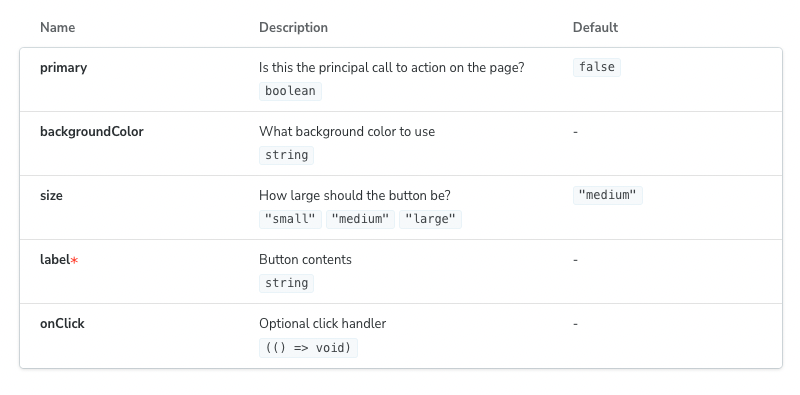 Name Description Default
primary Is this the principal call to action on the page? false
boolean
backgroundColor What background color to use -
string
size How large should the button be? "medium"
"small" "medium" "large"
label* Button contents -
string
onClick Optional click handler -
(() => void)